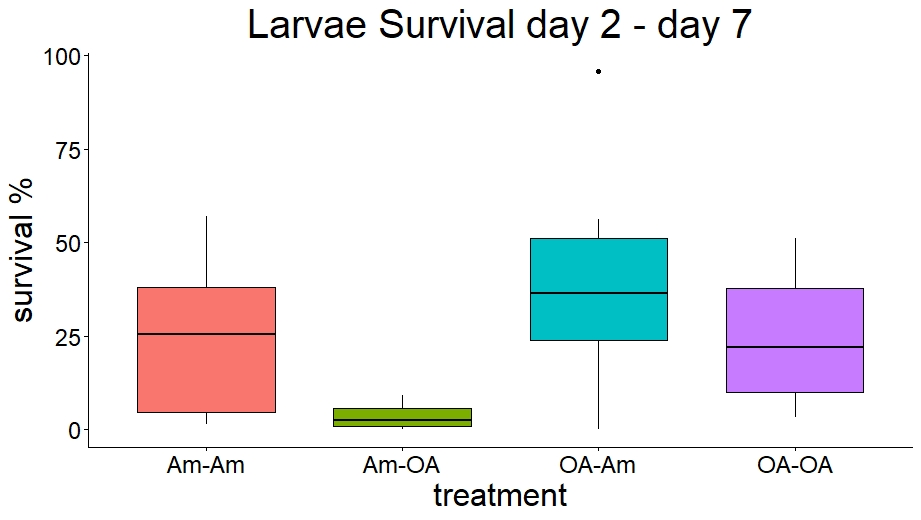 Larvae Survival day 2 - day 7
survival %
100
75
50
25
0
Am-Am
Am-OA
OA-Am
OA-OA
treatment